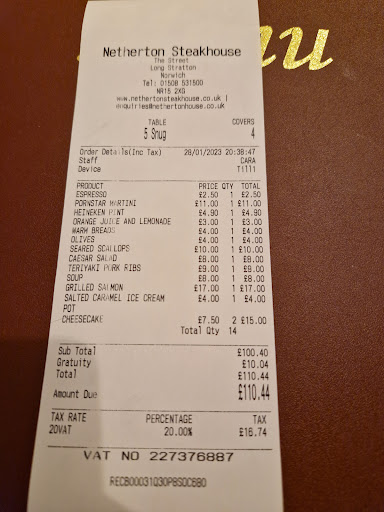 nu
Netherton Steakhouse
The Street
Long Stratton
Norwich
Tel: 01508 531500
NR15 2XG
www.nethertonsteakhouse.co.uk |
enquiries@nethertonhouse.co.uk
TABLE COVERS
5 Snug 4
Order Details(Inc Tax) 28/01/2023 20:38:47
Staff CARA
Device Till1
PRODUCT PRICE QTY TOTAL
ESPRESSO £2.50 1 £2.50
PORNSTAR MARTINI £11.00 1 £11.00
HEINEKEN PINT £4.90 1 £4.90
ORANGE JUICE AND LEMONADE £3.00 1 £3.00
WARM BREADS £4.00 1 £4.00
OLIVES £4.00 1 £4.00
SEARED SCALLOPS £10.00 1 £10.00
CAESAR SALAD £8.00 1 £8.00
TERIYAKI PORK RIBS £9.00 1 £9.00
SOUP £8.00 1 £8.00
GRILLED SALMON £17.00 1 £17.00
SALTED CARAMEL ICE CREAM £4.00 1 £4.00
POT
CHEESECAKE £7.50 2 £15.00
Total Qty 14
Sub Total £100.40
Gratuity £10.04
Total £110.44
Amount Due £110.44
TAX RATE PERCENTAGE TAX
20VAT 20.00% £16.74
VAT NO 227376887